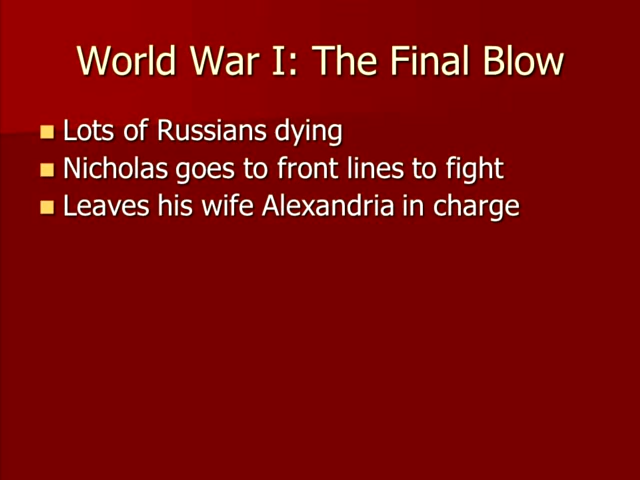 World War I: The Final Blow
Lots of Russians dying
Nicholas goes to front lines to fight
Leaves his wife Alexandria in charge